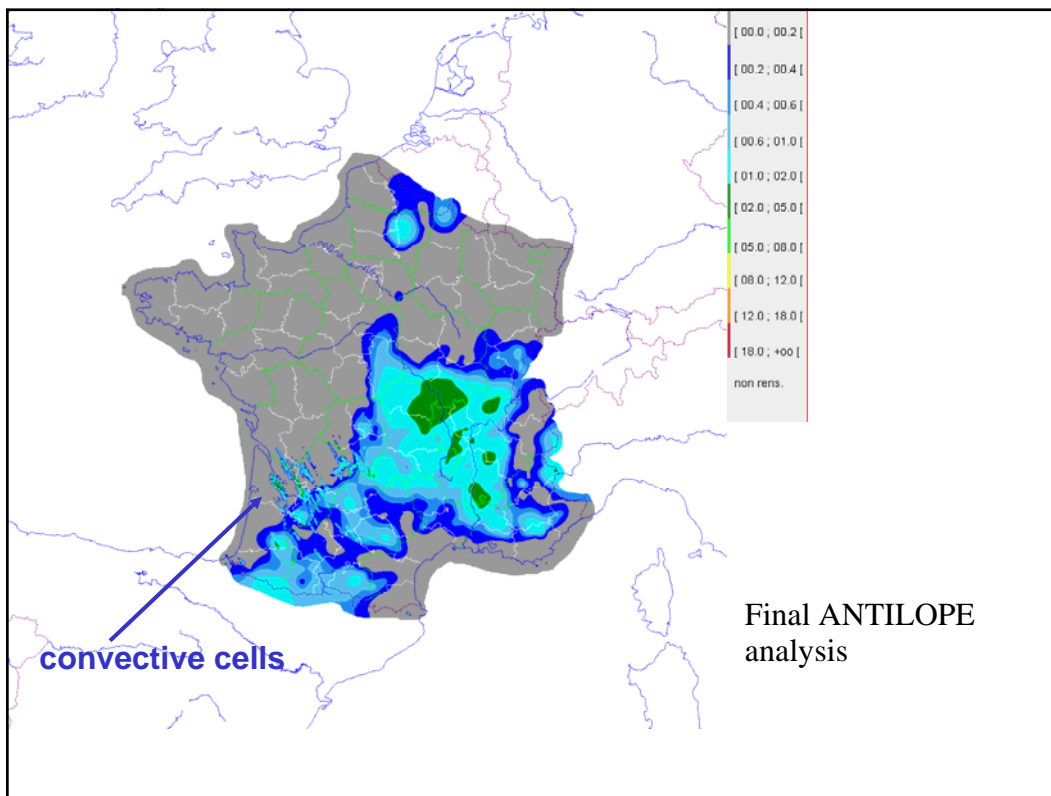 [ 00.0 ; 00.2 [
[ 00.2 ; 00.4 [
[ 00.4 ; 00.6 [
[ 00.6 ; 01.0 [
[ 01.0 ; 02.0 [
[ 02.0 ; 05.0 [
[ 05.0 ; 08.0 [
[ 08.0 ; 12.0 [
[ 12.0 ; 18.0 [
[ 18.0 ; +oo [
non rens.
convective cells
Final ANTILOPE
analysis